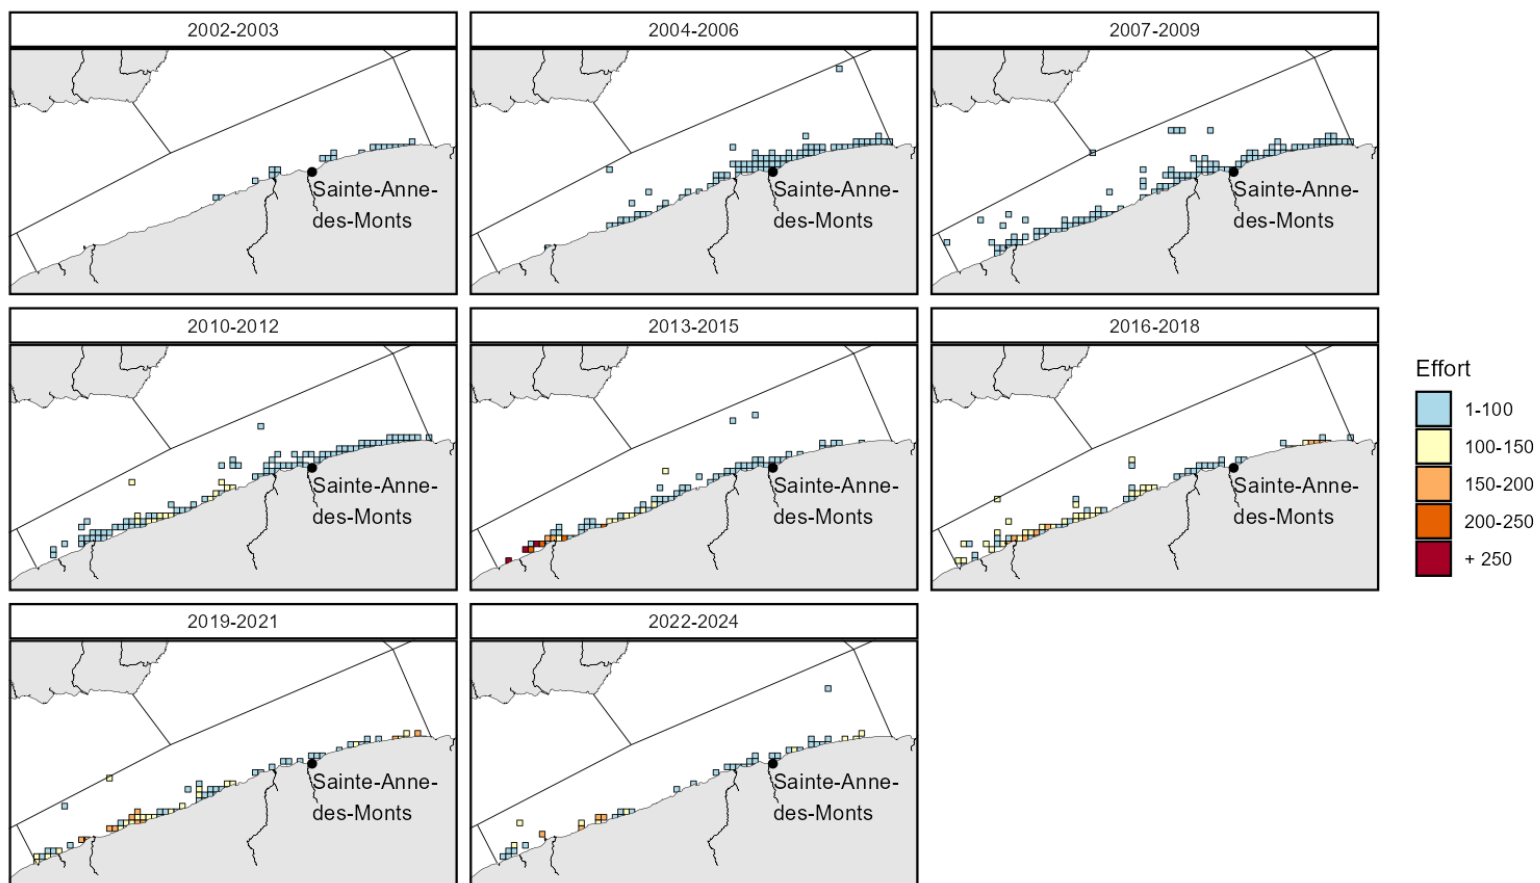 2002-2003
2004-2006
2007-2009
Sainte-Anne-
des-Monts
Sainte-Anne-
des-Monts
Sainte-Anne-
des-Monts
2010-2012
2013-2015
2016-2018
Sainte-Anne-
des-Monts
Sainte-Anne-
des-Monts
Sainte-Anne-
des-Monts
Effort
1-100
100-150
150-200
200-250
+ 250
2019-2021
2022-2024
Sainte-Anne-
des-Monts
Sainte-Anne-
des-Monts